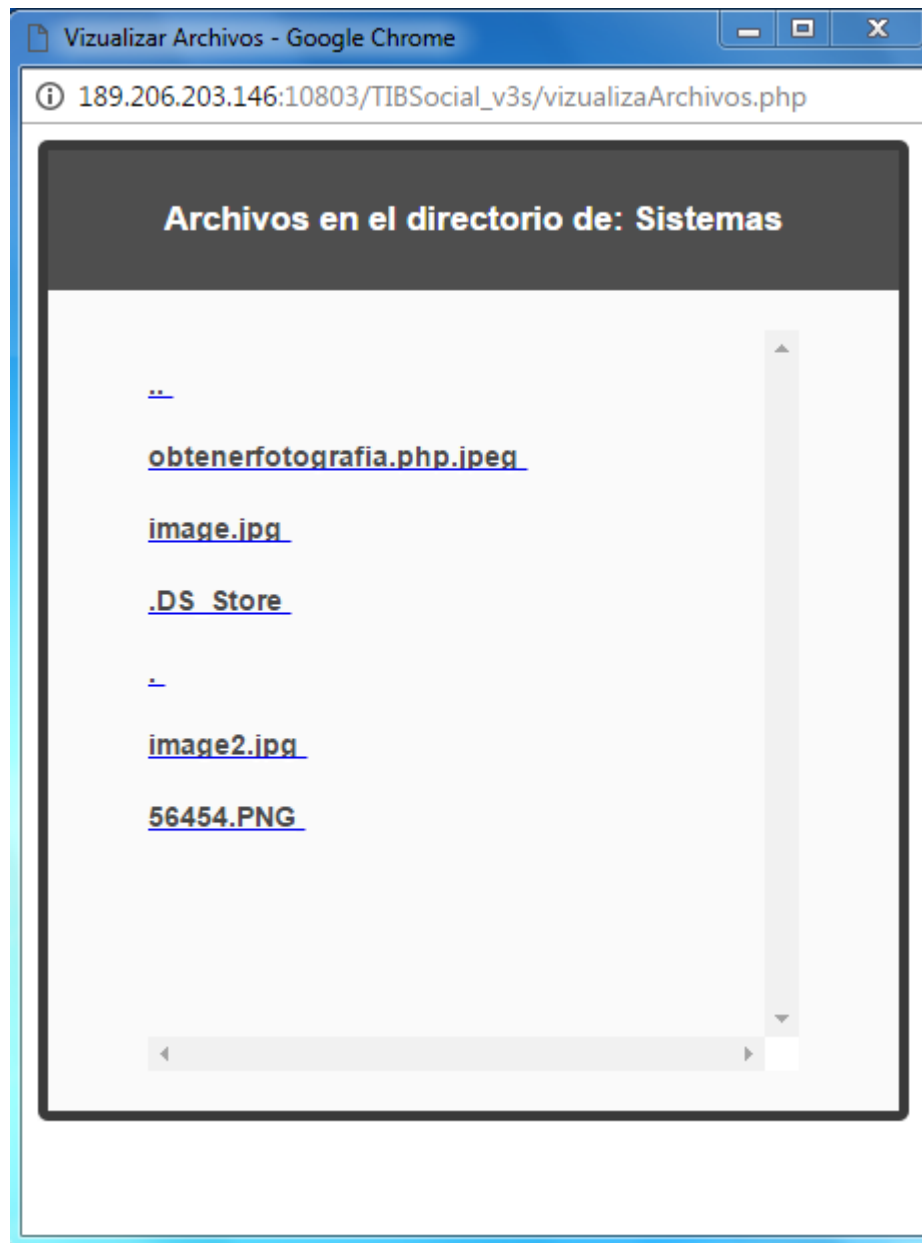 Vizualizar Archivos - Google Chrome
189.206.203.146:10803/TIBSocial_v3s/vizualizaArchivos.php
Archivos en el directorio de: Sistemas
..
obtenerfotografia.php.jpeg
image.jpg
.DS_Store
.
image2.jpg
56454.PNG